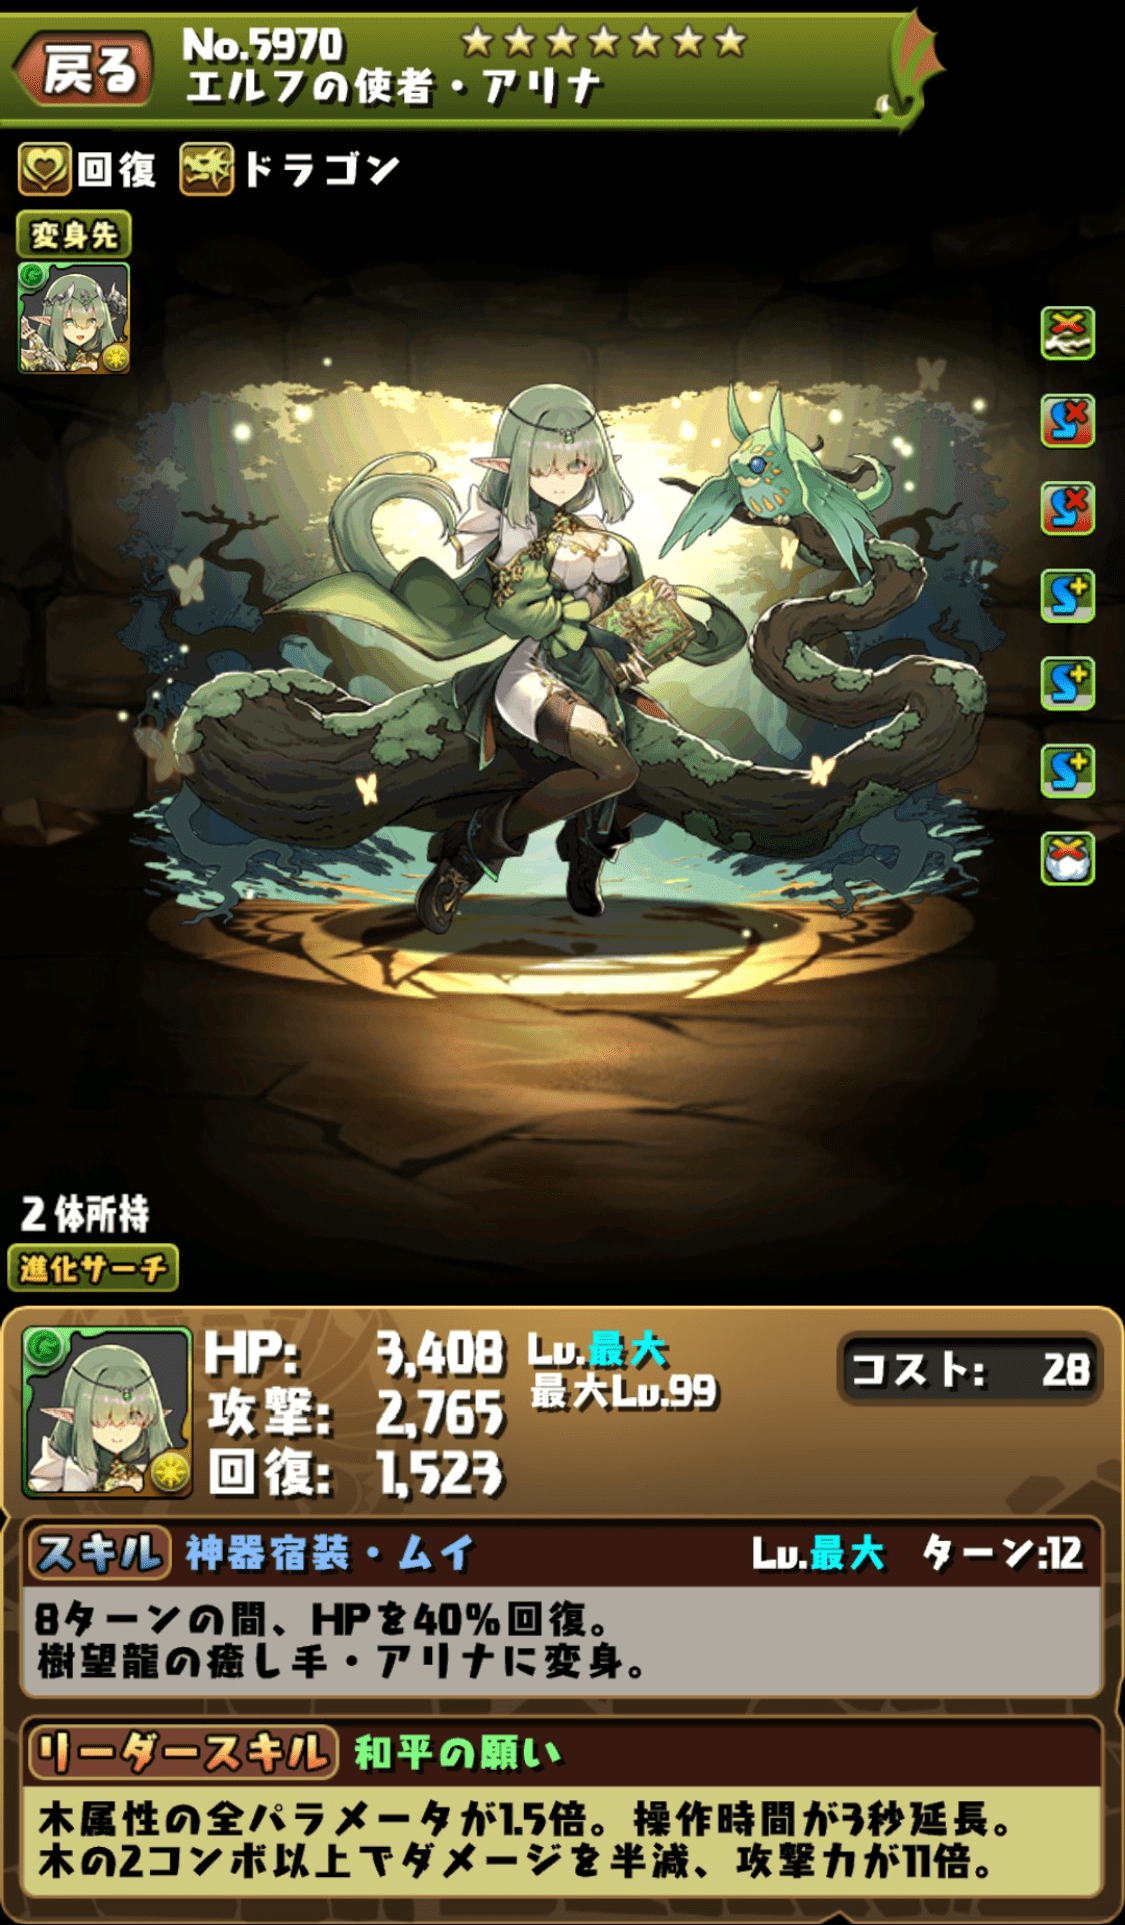 戻る
No.5970
エルフの使者・アリナ
回復 ドラゴン
変身先
2体所持
進化サーチ
HP: 3,408 Lv.最大
最大Lv.99
コスト: 28
攻撃: 2,765
回復: 1,523
スキル 神器宿装・ムイ Lv.最大 ターン:12
8ターンの間、HPを40%回復。
樹望龍の癒し手・アリナに変身。
リーダースキル 和平の願い
木属性の全パラメータが1.5倍。操作時間が3秒延長。
木の2コンボ以上でダメージを半減、攻撃力が11倍。